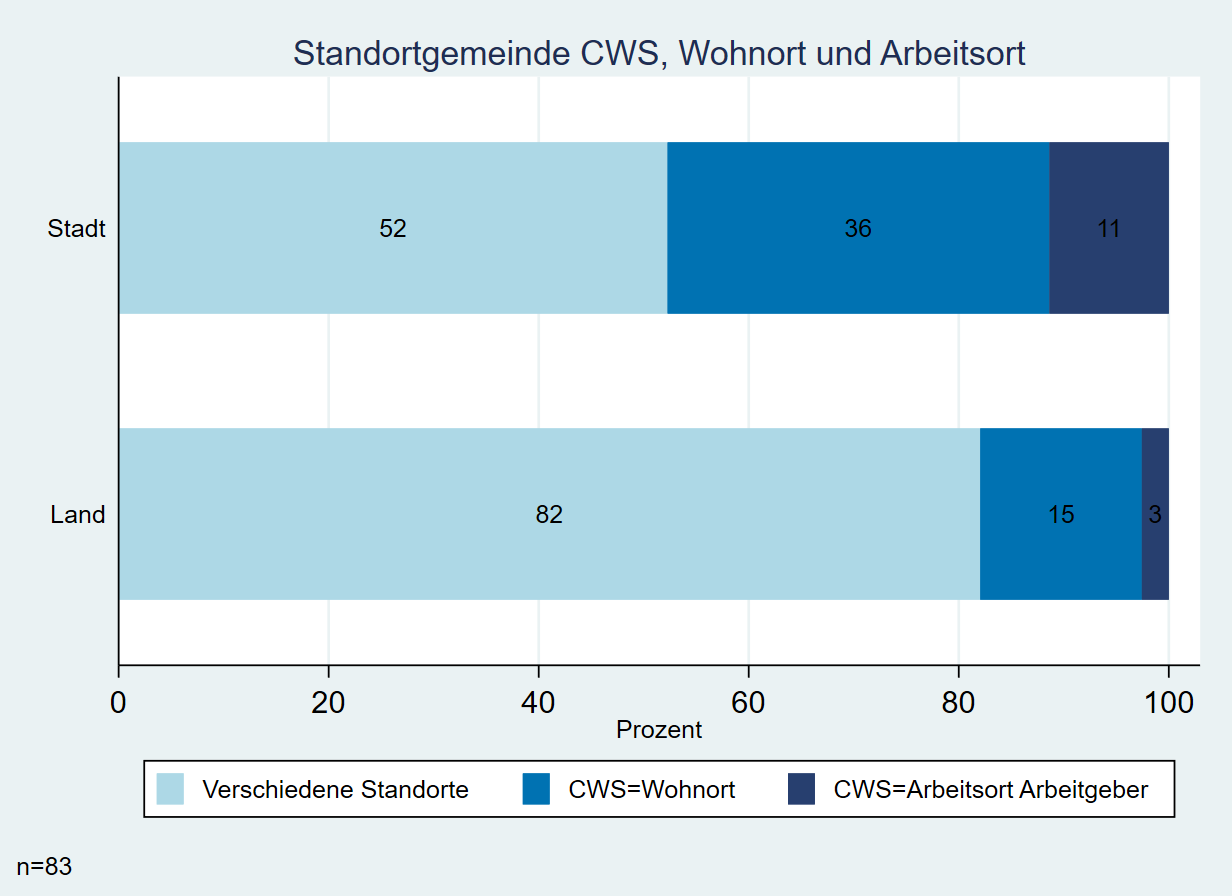 Standortgemeinde CWS, Wohnort und Arbeitsort
Stadt
52
36
11
Land
82
15
3
0 20 40 60 80 100
Prozent
Verschiedene Standorte CWS=Wohnort CWS=Arbeitsort Arbeitgeber
n=83